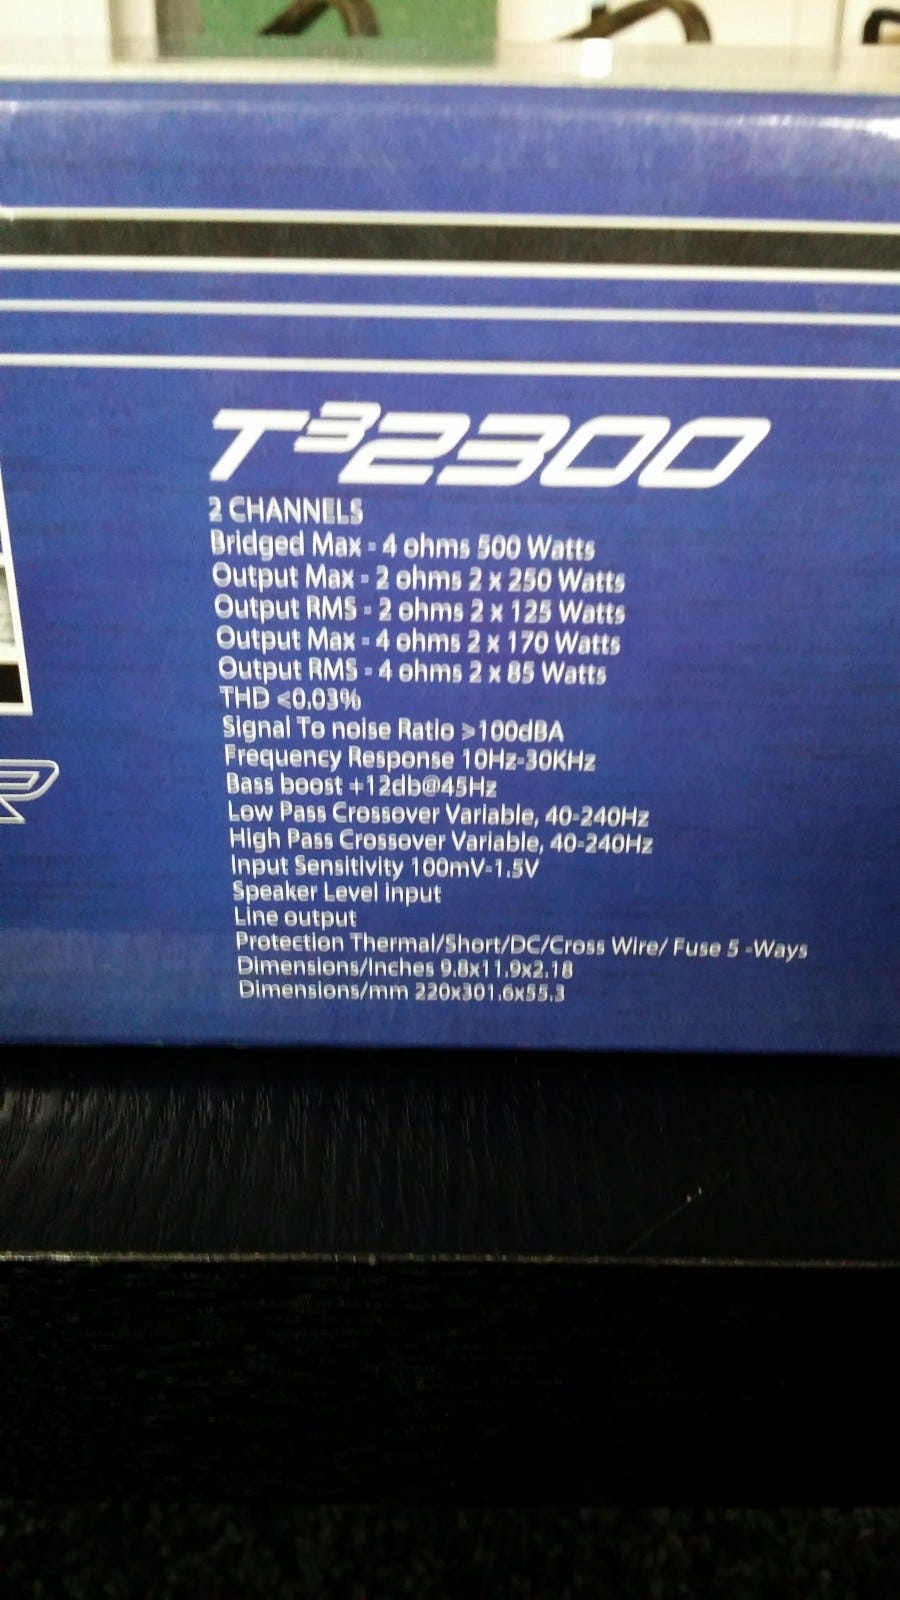 T³2300
2 CHANNELS
Bridged Max - 4 ohms 500 Watts
Output Max - 2 ohms 2 x 250 Watts
Output RMS - 2 ohms 2 x 125 Watts
Output Max - 4 ohms 2 x 170 Watts
Output RMS - 4 ohms 2 x 85 Watts
THD <0.03%
Signal To noise Ratio >100dBA
Frequency Response 10Hz-30KHz
Bass boost +12db@45Hz
Low Pass Crossover Variable, 40-240Hz
High Pass Crossover Variable, 40-240Hz
Input Sensitivity 100mV-1.5V
Speaker Level input
Line output
Protection Thermal/Short/DC/Cross Wire/ Fuse 5 -Ways
Dimensions/Inches 9.8x11.9x2.18
Dimensions/mm 220x301.6x55.3